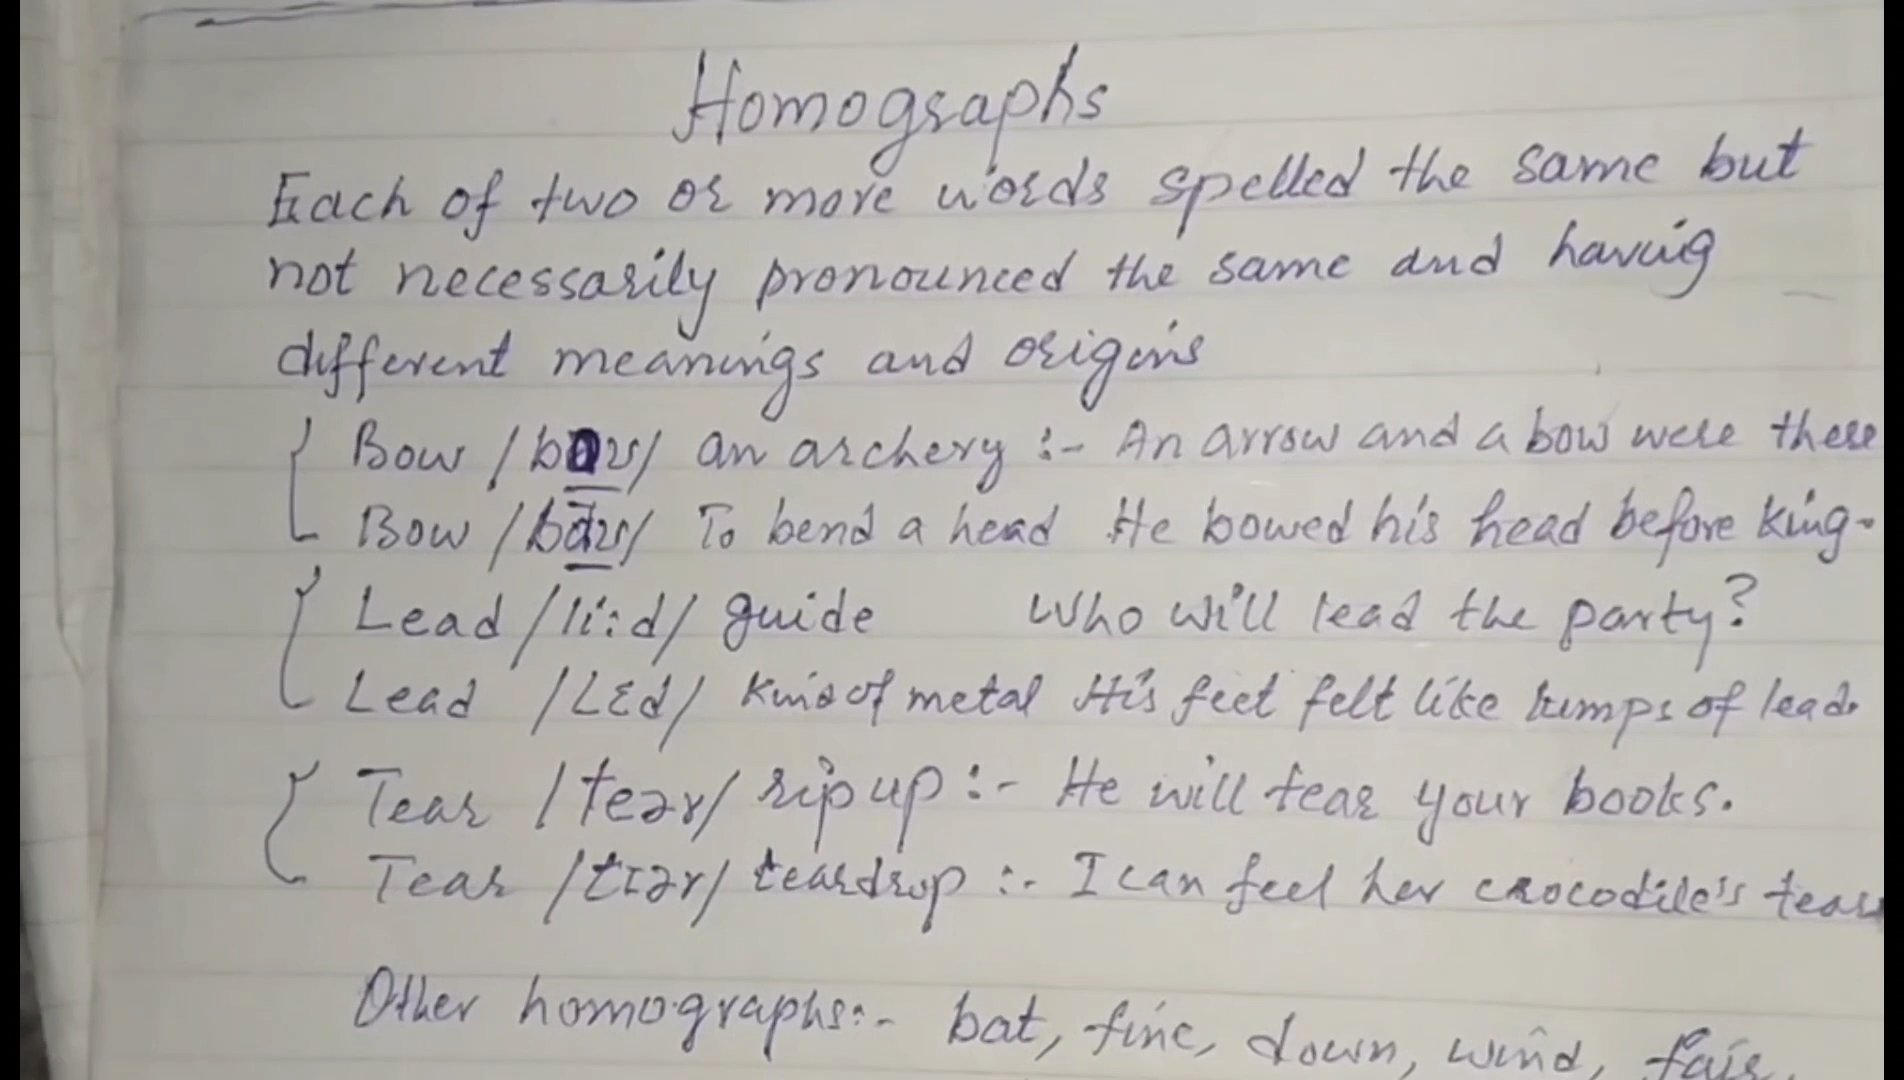 Homographs
Each of two or more words spelled the same but
not necessarily pronounced the same and having
different meanings and origins
Bow /boʊ/ an archery :- An arrow and a bow were there
Bow /baʊ/ To bend a head He bowed his head before King.
Lead /li:d/ guide Who will lead the party?
Lead /Lɛd/ Kind of metal His feet felt like lumps of lead.
Tear /teər/ rip up :- He will tear your books.
Tear /tɪər/ teardrop :- I can feel her crocodile's tears
Other homographs:- bat, fine, down, wind, fair,